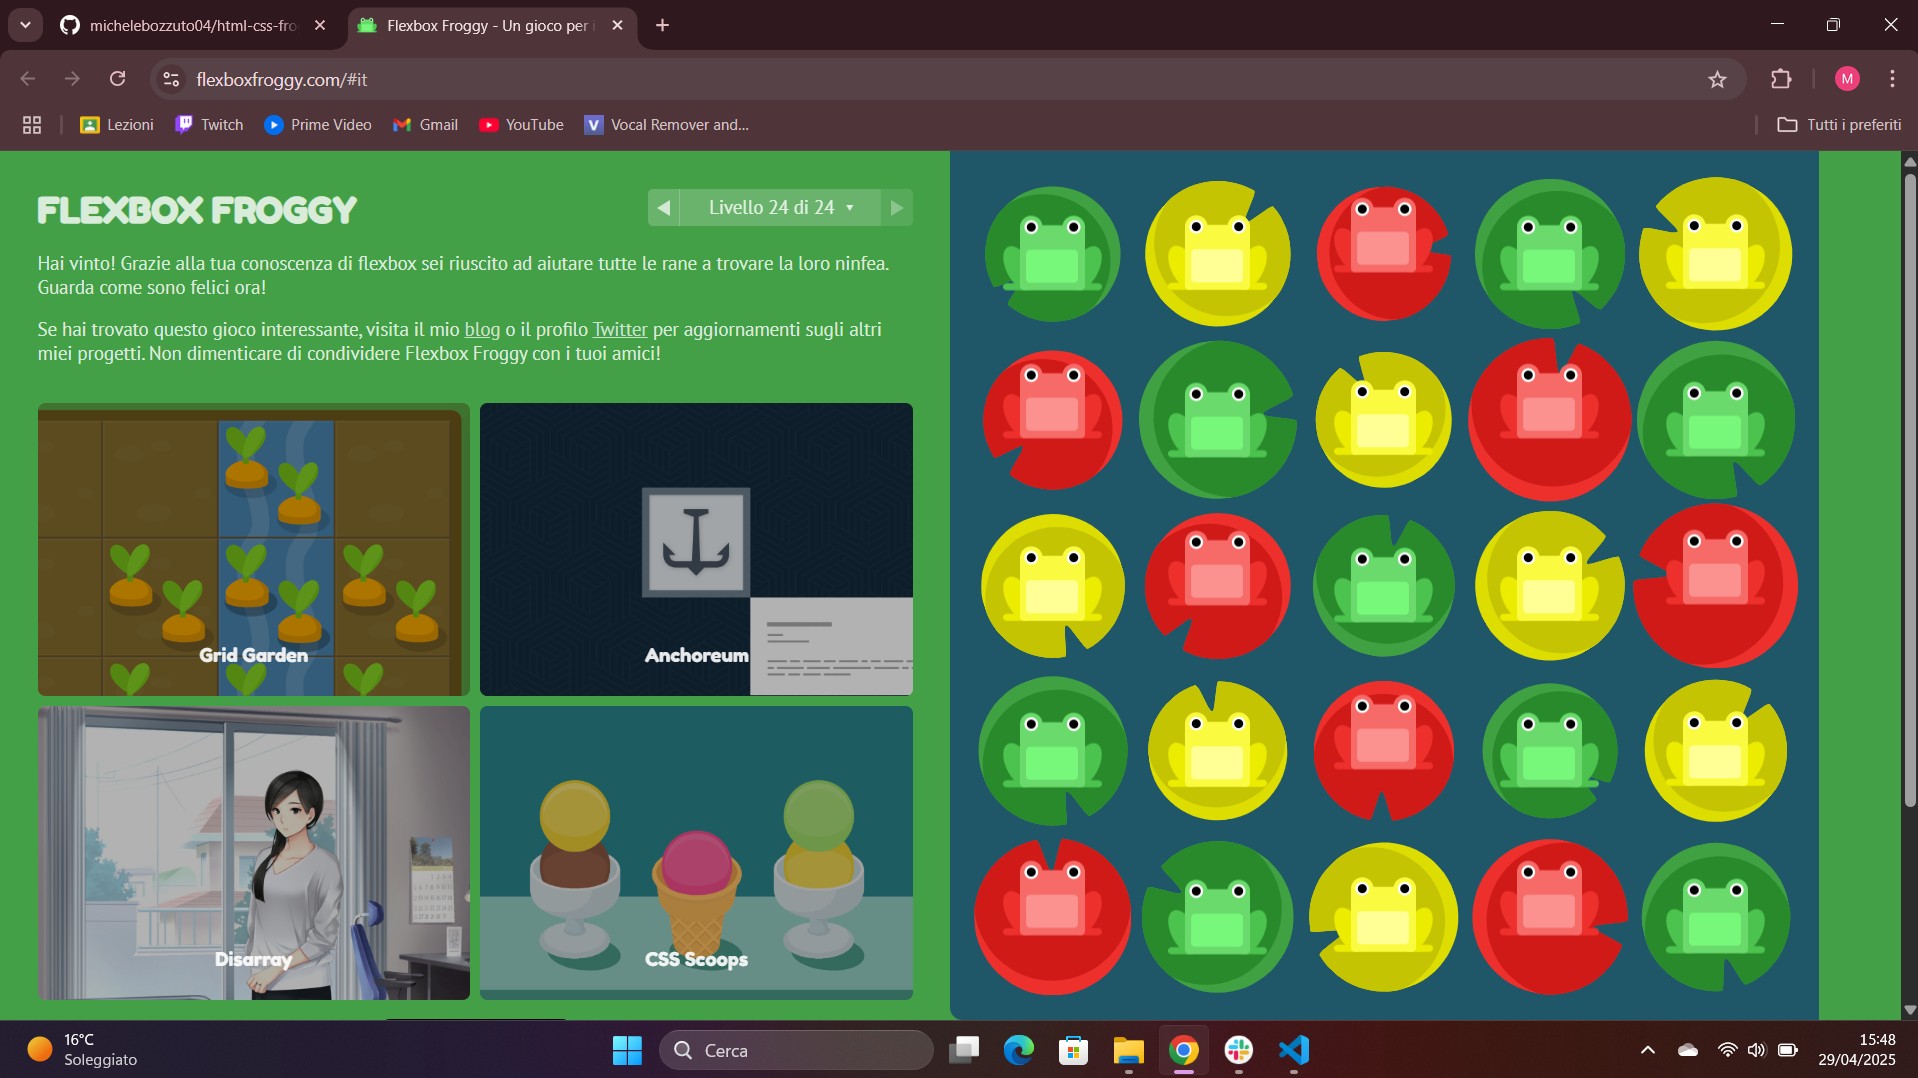 michelebozzuto04/html-css-fro
Flexbox Froggy - Un gioco per i
flexboxfroggy.com/#it
M
Lezioni
Twitch
Prime Video
Gmail
YouTube
V
Vocal Remover and...
Tutti i preferiti
FLEXBOX FROGGY
Livello 24 di 24
Hai vinto! Grazie alla tua conoscenza di flexbox sei riuscito ad aiutare tutte le rane a trovare la loro ninfea.
Guarda come sono felici ora!
Se hai trovato questo gioco interessante, visita il mio blog o il profilo Twitter per aggiornamenti sugli altri
miei progetti. Non dimenticare di condividere Flexbox Froggy con i tuoi amici!
Grid Garden
Anchoreum
Disarray
CSS Scoops
16°C
Soleggiato
Cerca
15:48
29/04/2025